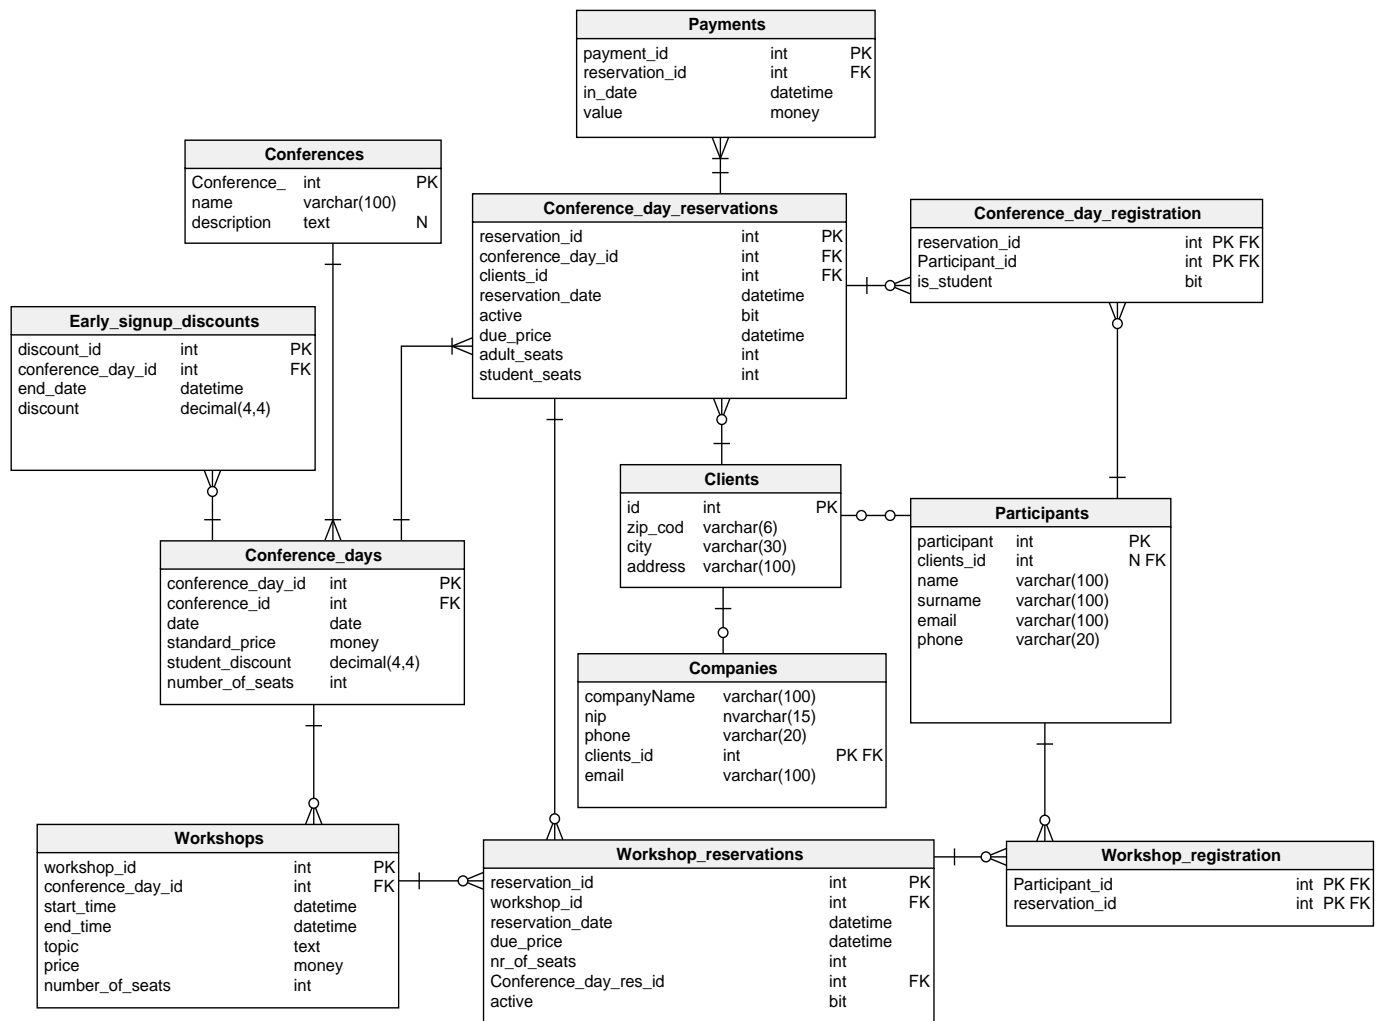 Payments
payment_id int PK
reservation_id int FK
in_date datetime
value money
Conferences
Conference_ int PK
name varchar(100)
description text N
Conference_day_reservations
reservation_id int PK
conference_day_id int FK
clients_id int FK
reservation_date datetime
active bit
due_price datetime
adult_seats int
student_seats int
Conference_day_registration
reservation_id int PK FK
Participant_id int PK FK
is_student bit
Early_signup_discounts
discount_id int PK
conference_day_id int FK
end_date datetime
discount decimal(4,4)
Clients
id int PK
zip_cod varchar(6)
city varchar(30)
address varchar(100)
Participants
participant int PK
clients_id int N FK
name varchar(100)
surname varchar(100)
email varchar(100)
phone varchar(20)
Conference_days
conference_day_id int PK
conference_id int FK
date date
standard_price money
student_discount decimal(4,4)
number_of_seats int
Companies
companyName varchar(100)
nip nvarchar(15)
phone varchar(20)
clients_id int PK FK
email varchar(100)
Workshops
workshop_id int PK
conference_day_id int FK
start_time datetime
end_time datetime
topic text
price money
number_of_seats int
Workshop_reservations
reservation_id int PK
workshop_id int FK
reservation_date datetime
due_price datetime
nr_of_seats int
Conference_day_res_id int FK
active bit
Workshop_registration
Participant_id int PK FK
reservation_id int PK FK